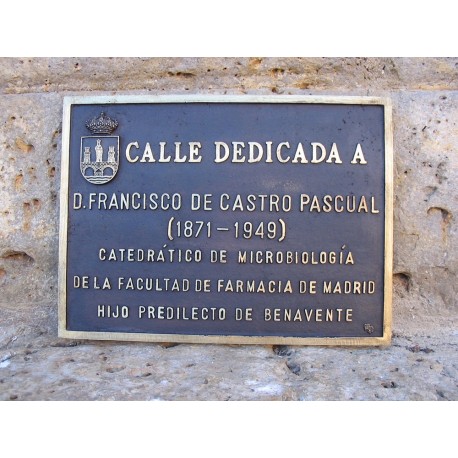 CALLE DEDICADA A
D. FRANCISCO DE CASTRO PASCUAL
(1871-1949)
CATEDRÁTICO DE MICROBIOLOGÍA
DE LA FACULTAD DE FARMACIA DE MADRID
HIJO PREDILECTO DE BENAVENTE